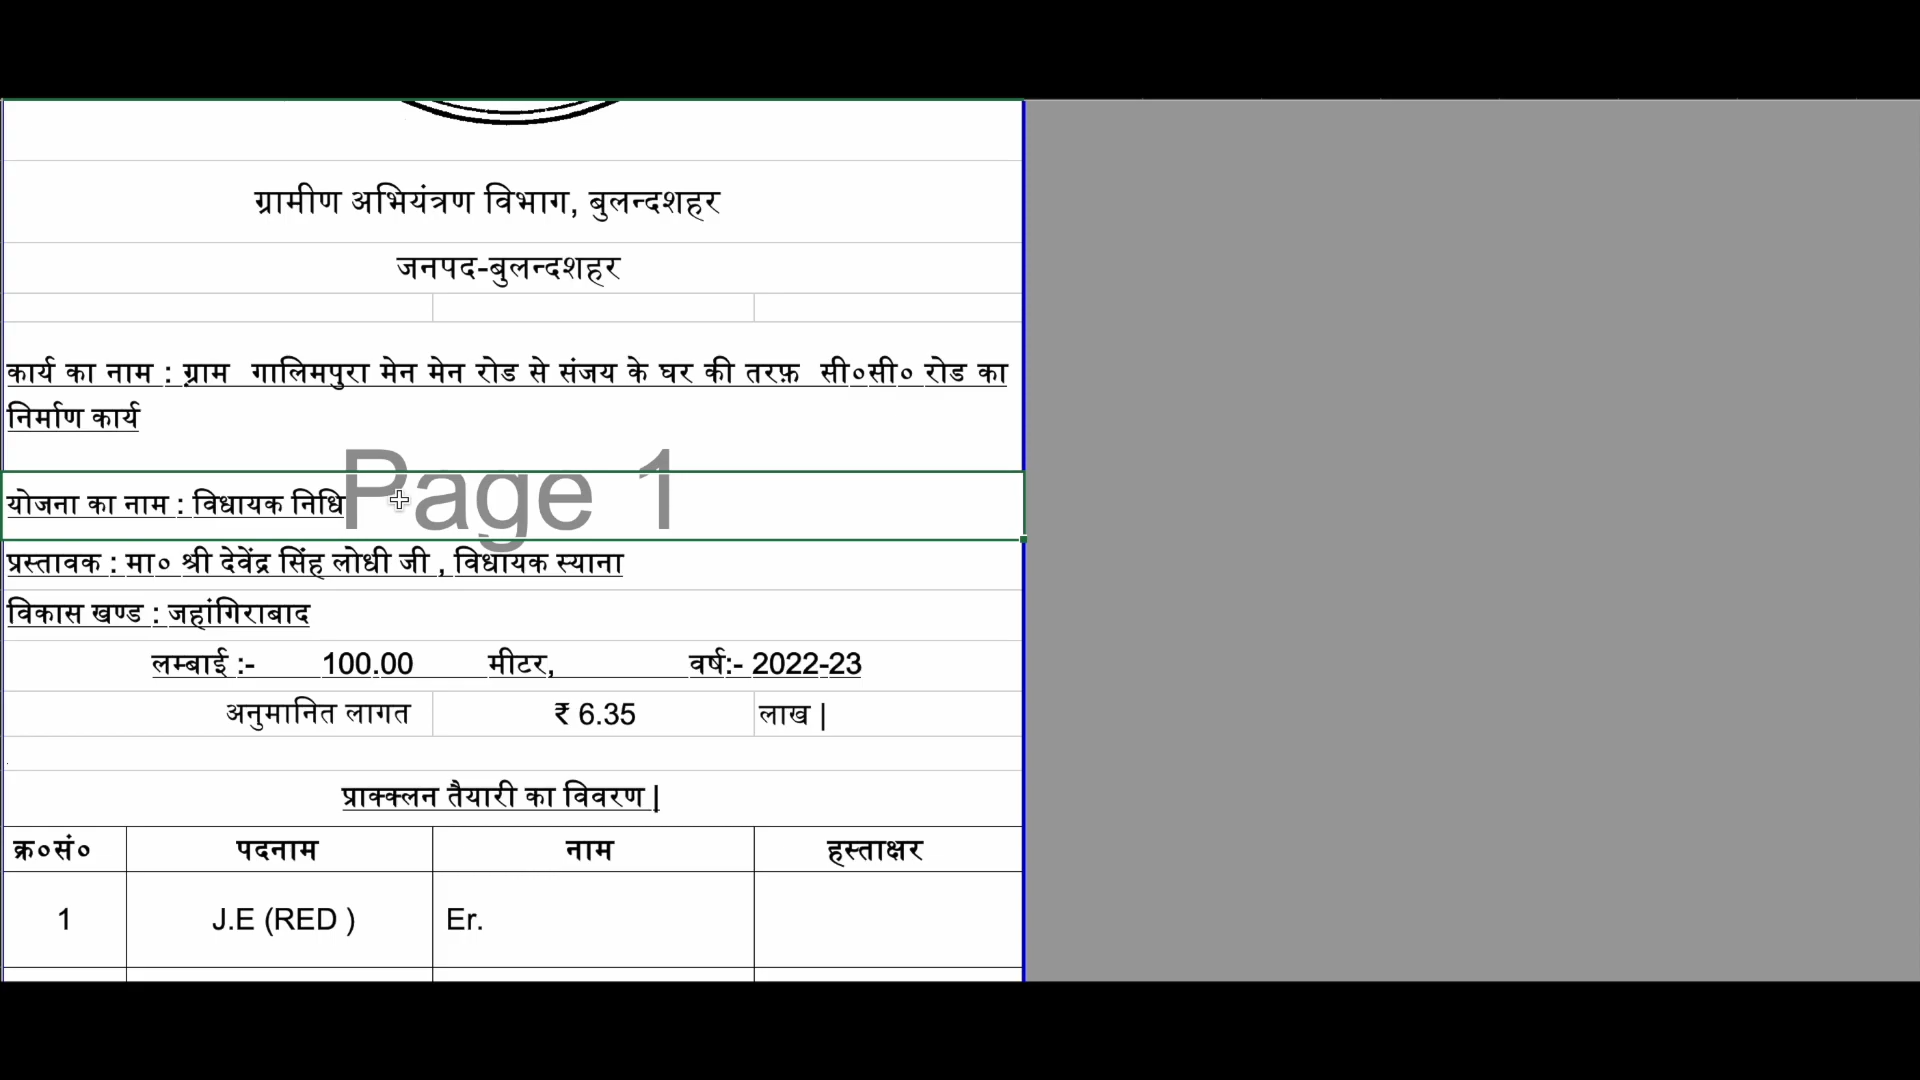 ग्रामीण अभियंत्रण विभाग, बुलन्दशहर
जनपद-बुलन्दशहर
कार्य का नाम : ग्राम गालिमपुरा मेन मेन रोड से संजय के घर की तरफ़ सी०सी० रोड का
निर्माण कार्य
Page 1
योजना का नाम : विधायक निधि
प्रस्तावक : मा० श्री देवेंद्र सिंह लोधी जी , विधायक स्याना
विकास खण्ड : जहांगिराबाद
लम्बाई :- 100.00 मीटर, वर्ष:- 2022-23
अनुमानित लागत ₹ 6.35 लाख |
प्राक्क्लन तैयारी का विवरण |
क्र०सं० पदनाम नाम हस्ताक्षर
1 J.E (RED ) Er.